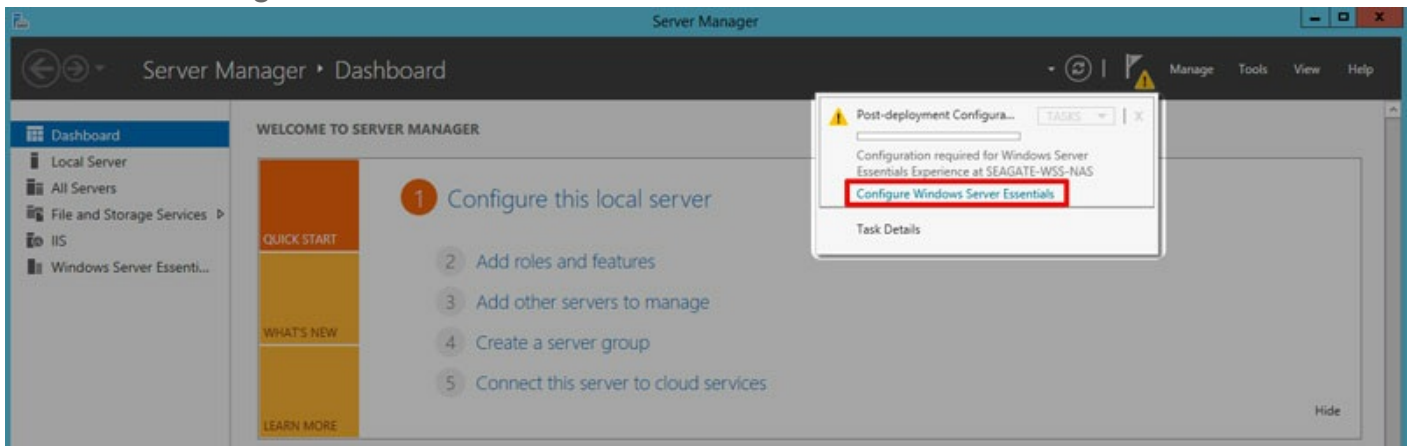 Server Manager
Server Manager • Dashboard
Manage Tools View Help
Dashboard
Local Server
All Servers
File and Storage Services
IIS
Windows Server Essenti...
WELCOME TO SERVER MANAGER
QUICK START
WHAT'S NEW
LEARN MORE
1 Configure this local server
2 Add roles and features
3 Add other servers to manage
4 Create a server group
5 Connect this server to cloud services
Hide
Post-deployment Configura... TASKS X
Configuration required for Windows Server
Essentials Experience at SEAGATE-WSS-NAS
Configure Windows Server Essentials
Task Details